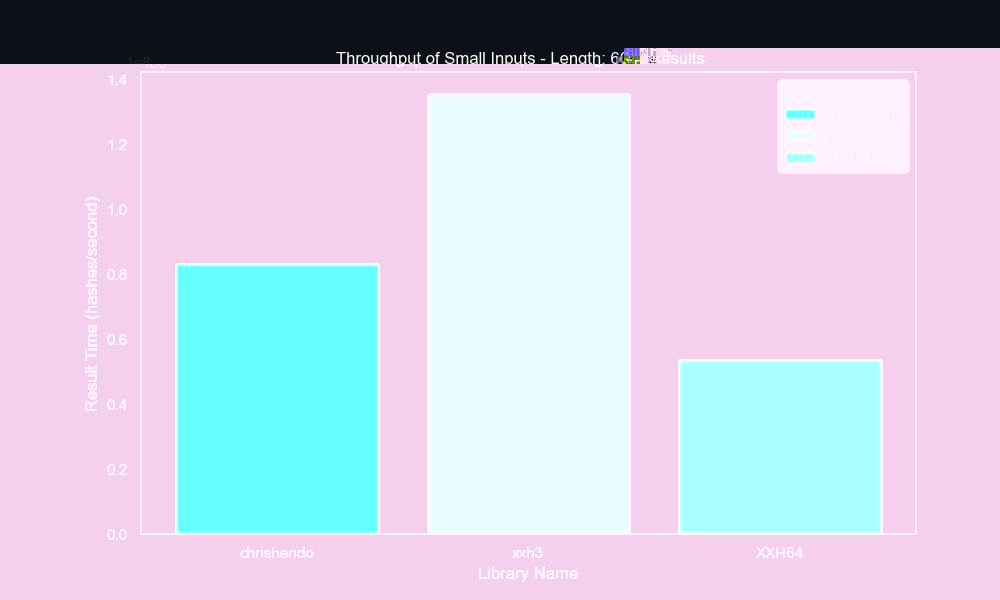 Throughput of Small Inputs - Length: 60 Results
1.4
1.2
1.0
0.8
0.6
0.4
0.2
0.0
Result Time (hashes/second)
chrishendo
xxh3
XXH64
Library Name